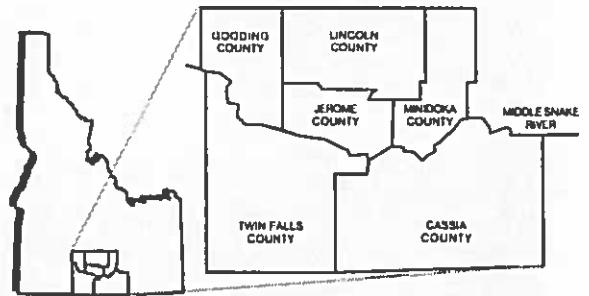 GOODING
COUNTY
LINCOLN
COUNTY
JEROME
COUNTY
MINIDOKA
COUNTY
MIDDLE SNAKE
RIVER
TWIN FALLS
COUNTY
CASSIA
COUNTY